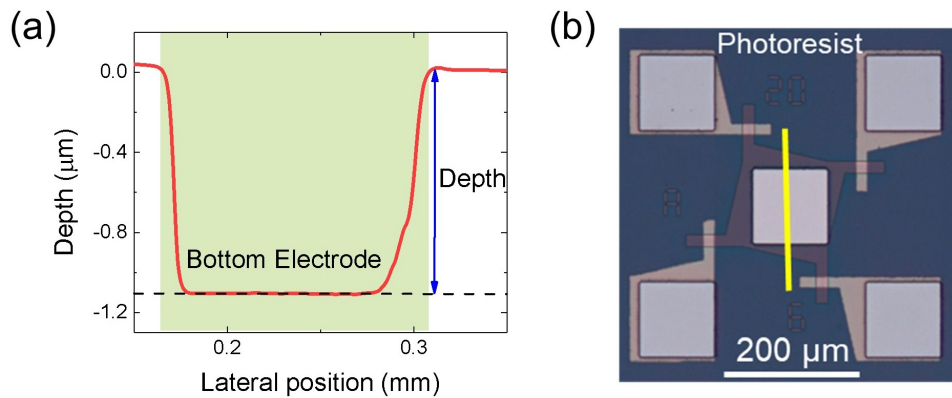 (a)
0.0
-0.4
-0.8
-1.2
Depth (μm)
Depth
Bottom Electrode
0.2
0.3
Lateral position (mm)
(b)
Photoresist
20
A
6
200 μm